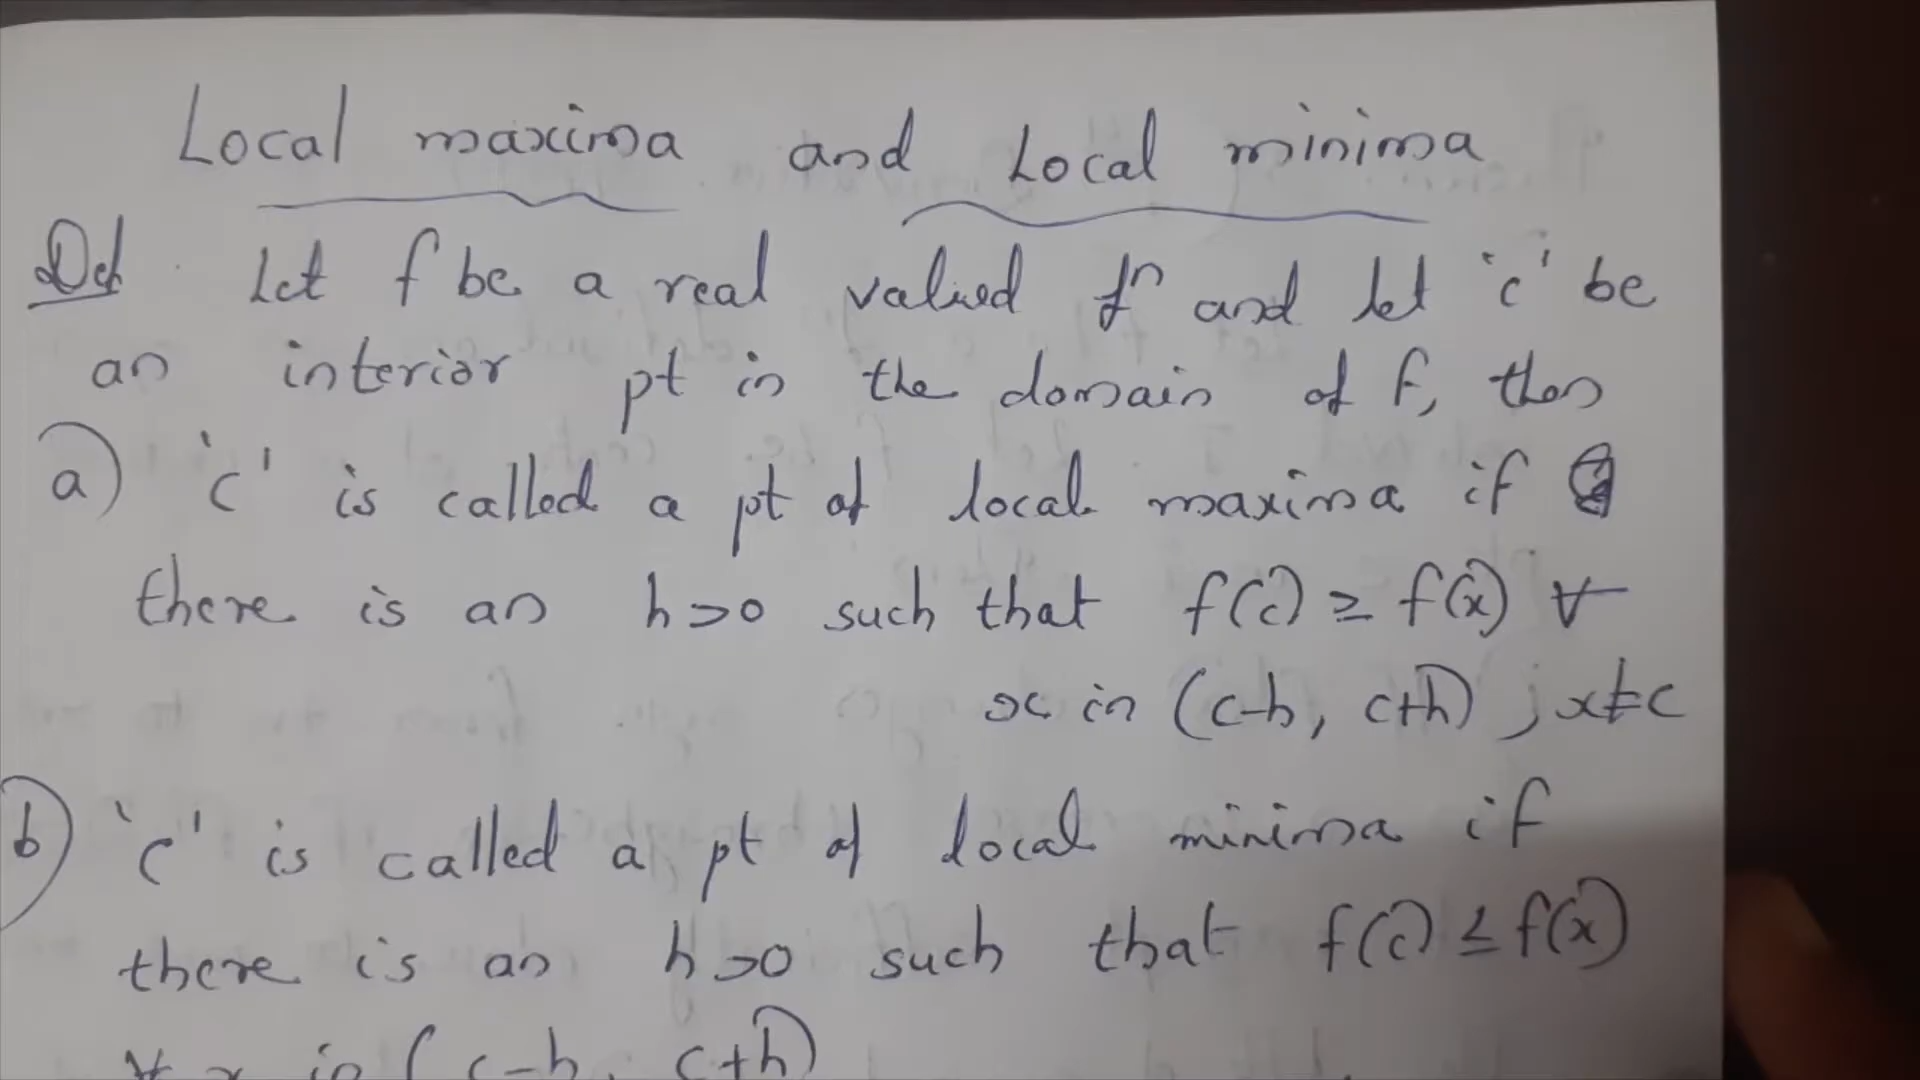 Local maxima and Local minima
Def Let f be a real valued fⁿ and let 'c' be
an interior pt in the domain of f, then
a) 'c' is called a pt of local maxima if
there is an h>0 such that f(c) ≥ f(x) ∀
x in (c-h, c+h) ; x≠c
b) 'c' is called a pt of local minima if
there is an h>0 such that f(c) ≤ f(x)
∀ x in (c-h, c+h)